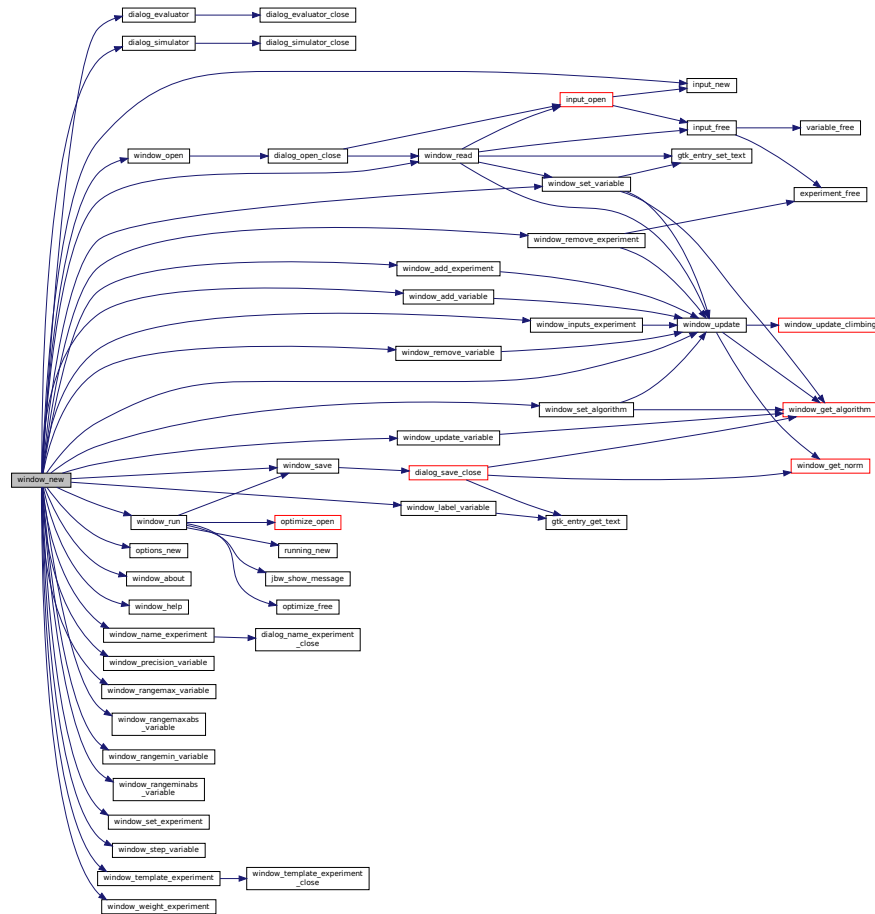 dialog_evaluator
dialog_evaluator_close
dialog_simulator
dialog_simulator_close
input_new
input_open
input_free
variable_free
window_open
dialog_open_close
window_read
gtk_entry_set_text
window_set_variable
experiment_free
window_remove_experiment
window_add_experiment
window_add_variable
window_inputs_experiment
window_update
window_update_climbing
window_remove_variable
window_set_algorithm
window_get_algorithm
window_update_variable
window_save
dialog_save_close
window_get_norm
window_new
window_label_variable
window_run
optimize_open
gtk_entry_get_text
options_new
running_new
window_about
jbw_show_message
window_help
optimize_free
window_name_experiment
dialog_name_experiment
_close
window_precision_variable
window_rangemax_variable
window_rangemaxabs
_variable
window_rangemin_variable
window_rangeminabs
_variable
window_set_experiment
window_step_variable
window_template_experiment
window_template_experiment
_close
window_weight_experiment